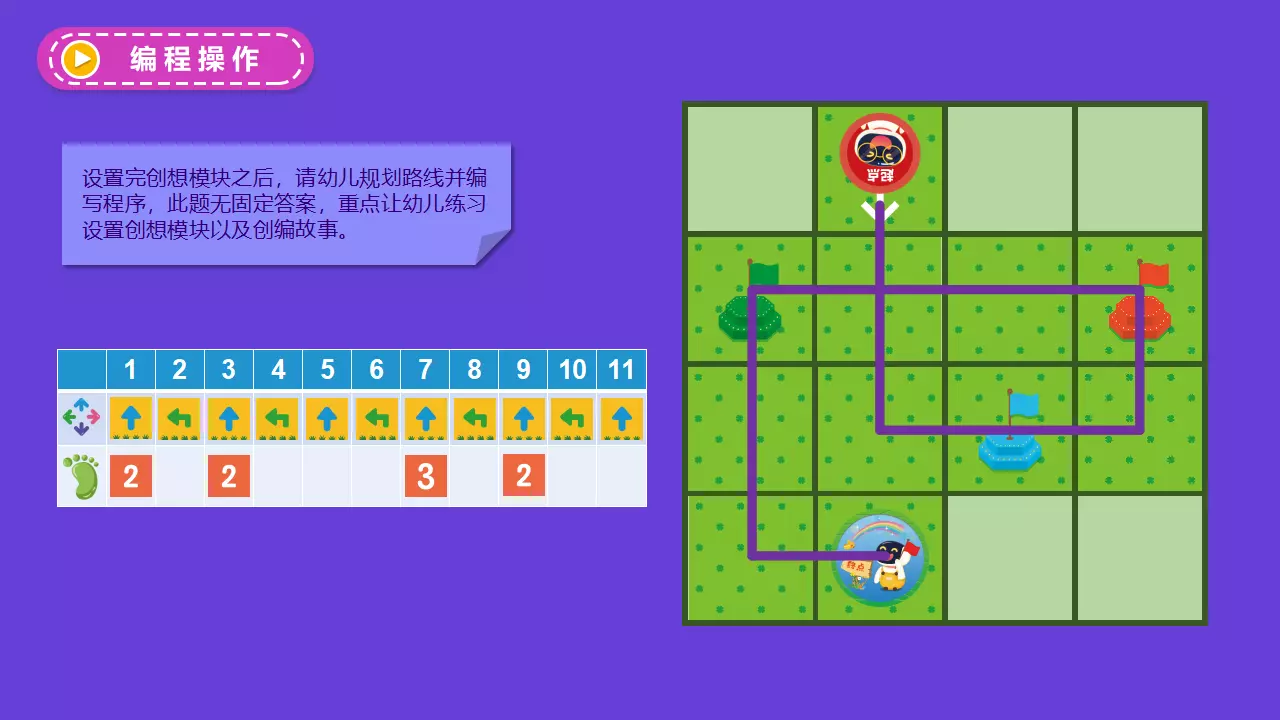 编程操作
设置完创想模块之后，请幼儿规划路线并编
写程序，此题无固定答案，重点让幼儿练习
设置创想模块以及创编故事。
1 2 3 4 5 6 7 8 9 10 11
2 2 3 2
起点
终点